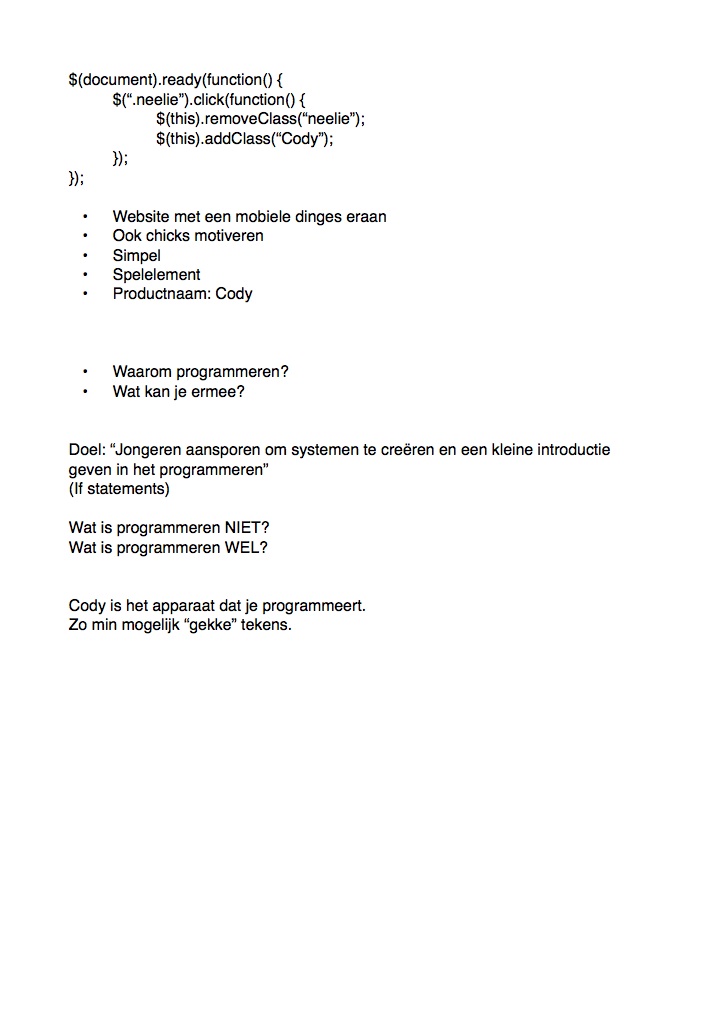 $(document).ready(function() {
$(“.neelie”).click(function() {
$(this).removeClass(“neelie”);
$(this).addClass(“Cody”);
});
});
• Website met een mobiele dinges eraan
• Ook chicks motiveren
• Simpel
• Spelelement
• Productnaam: Cody
• Waarom programmeren?
• Wat kan je ermee?
Doel: “Jongeren aansporen om systemen te creëren en een kleine introductie
geven in het programmeren”
(If statements)
Wat is programmeren NIET?
Wat is programmeren WEL?
Cody is het apparaat dat je programmeert.
Zo min mogelijk “gekke” tekens.